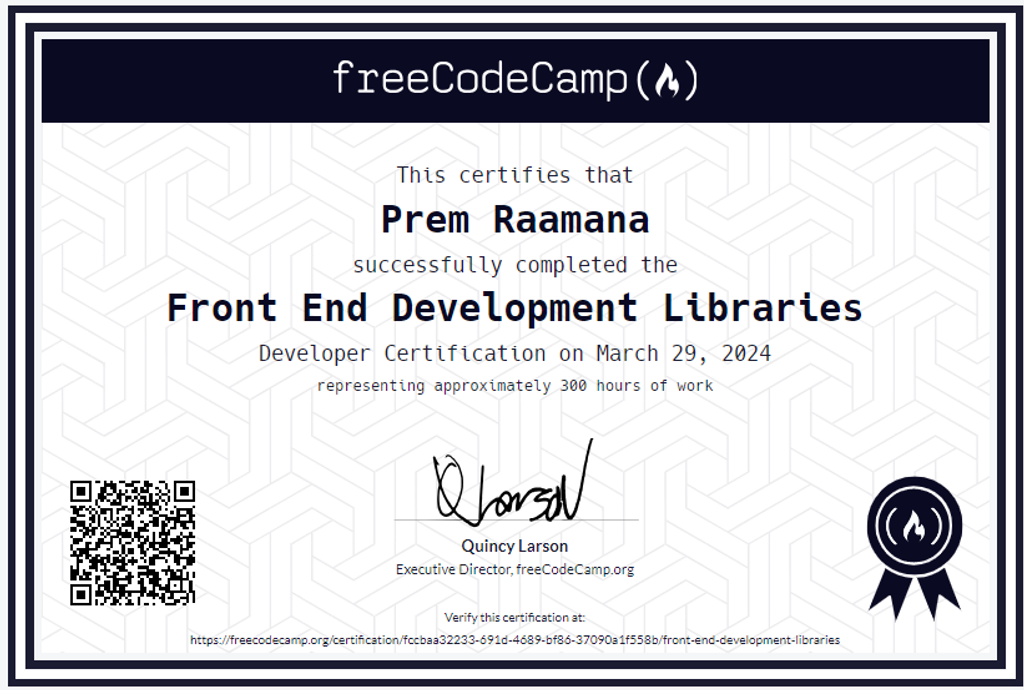 freeCodeCamp
This certifies that
Prem Raamana
successfully completed the
Front End Development Libraries
Developer Certification on March 29, 2024
representing approximately 300 hours of work
Q Larson
Quincy Larson
Executive Director, freeCodeCamp.org
Verify this certification at:
https://freecodecamp.org/certification/fccbaa32233-691d-4689-bf86-37090a1f558b/front-end-development-libraries